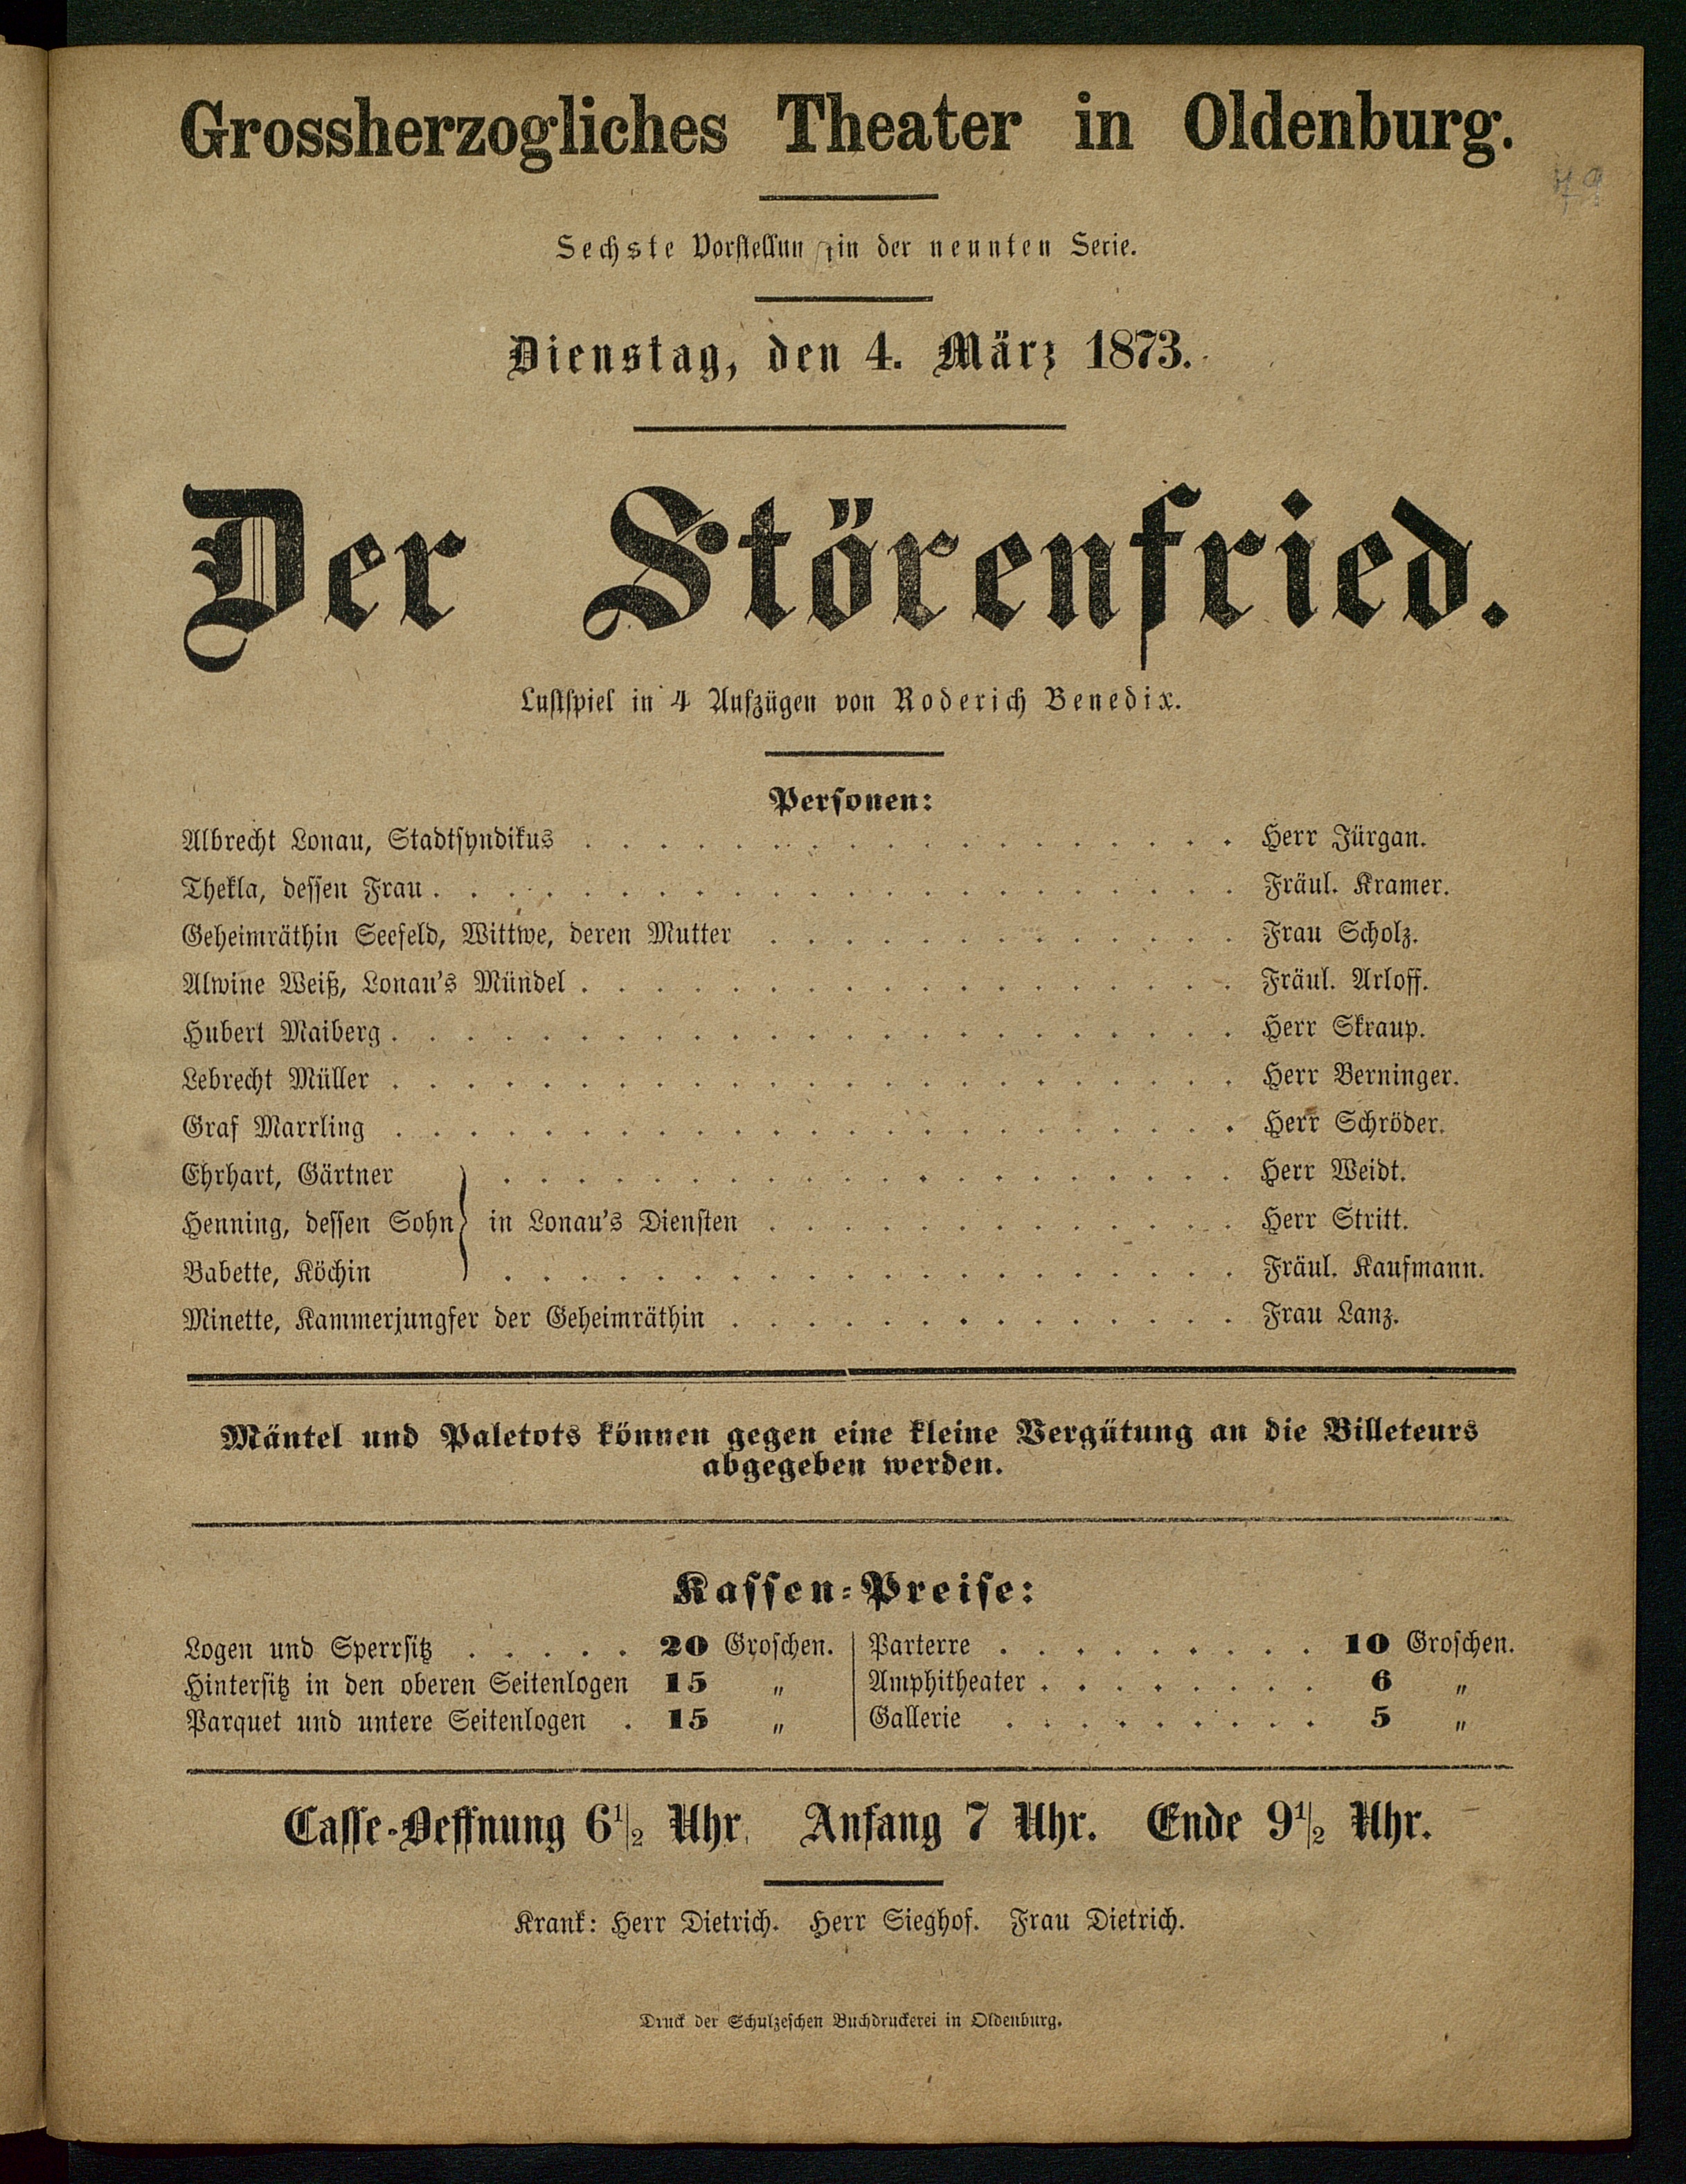 Grossherzogliches Theater in Oldenburg.
79
Sechste Vorstellun in der neunten Serie.
Dienstag, den 4. März 1873.
Der Störenfried.
Lustspiel in 4 Aufzügen von Roderich Benedix.
Personen:
Albrecht Lonau, Stadtsyndikus . . . . . . . . . . . . . . . . . . Herr Jürgan.
Thekla, dessen Frau . . . . . . . . . . . . . . . . . . . . . . Fräul. Kramer.
Geheimräthin Seefeld, Wittwe, deren Mutter . . . . . . . . . . . . . Frau Scholz.
Alwine Weiß, Lonau's Mündel . . . . . . . . . . . . . . . . . . Fräul. Arloff.
Hubert Maiberg . . . . . . . . . . . . . . . . . . . . . . . Herr Skraup.
Lebrecht Müller . . . . . . . . . . . . . . . . . . . . . . . Herr Berninger.
Graf Marrling . . . . . . . . . . . . . . . . . . . . . . . Herr Schröder.
Ehrhart, Gärtner . . . . . . . . . . . . . . . . . . . . Herr Weidt.
Henning, dessen Sohn } in Lonau's Diensten . . . . . . . . . . . . . Herr Stritt.
Babette, Köchin . . . . . . . . . . . . . . . . . . . . Fräul. Kaufmann.
Minette, Kammerjungfer der Geheimräthin . . . . . . . . . . . . . . Frau Lanz.
Mäntel und Paletots können gegen eine kleine Vergütung an die Billeteurs
abgegeben werden.
Kassen-Preise:
Logen und Sperrsitz . . . . . 20 Groschen. | Parterre . . . . . . . . . 10 Groschen.
Hintersitz in den oberen Seitenlogen 15 " | Amphitheater . . . . . . . . 6 "
Parquet und untere Seitenlogen . 15 " | Gallerie . . . . . . . . . 5 "
Casse-Oeffnung 6½ Uhr. Anfang 7 Uhr. Ende 9½ Uhr.
Krank: Herr Dietrich. Herr Sieghof. Frau Dietrich.
Druck der Schulzeschen Buchdruckerei in Oldenburg.